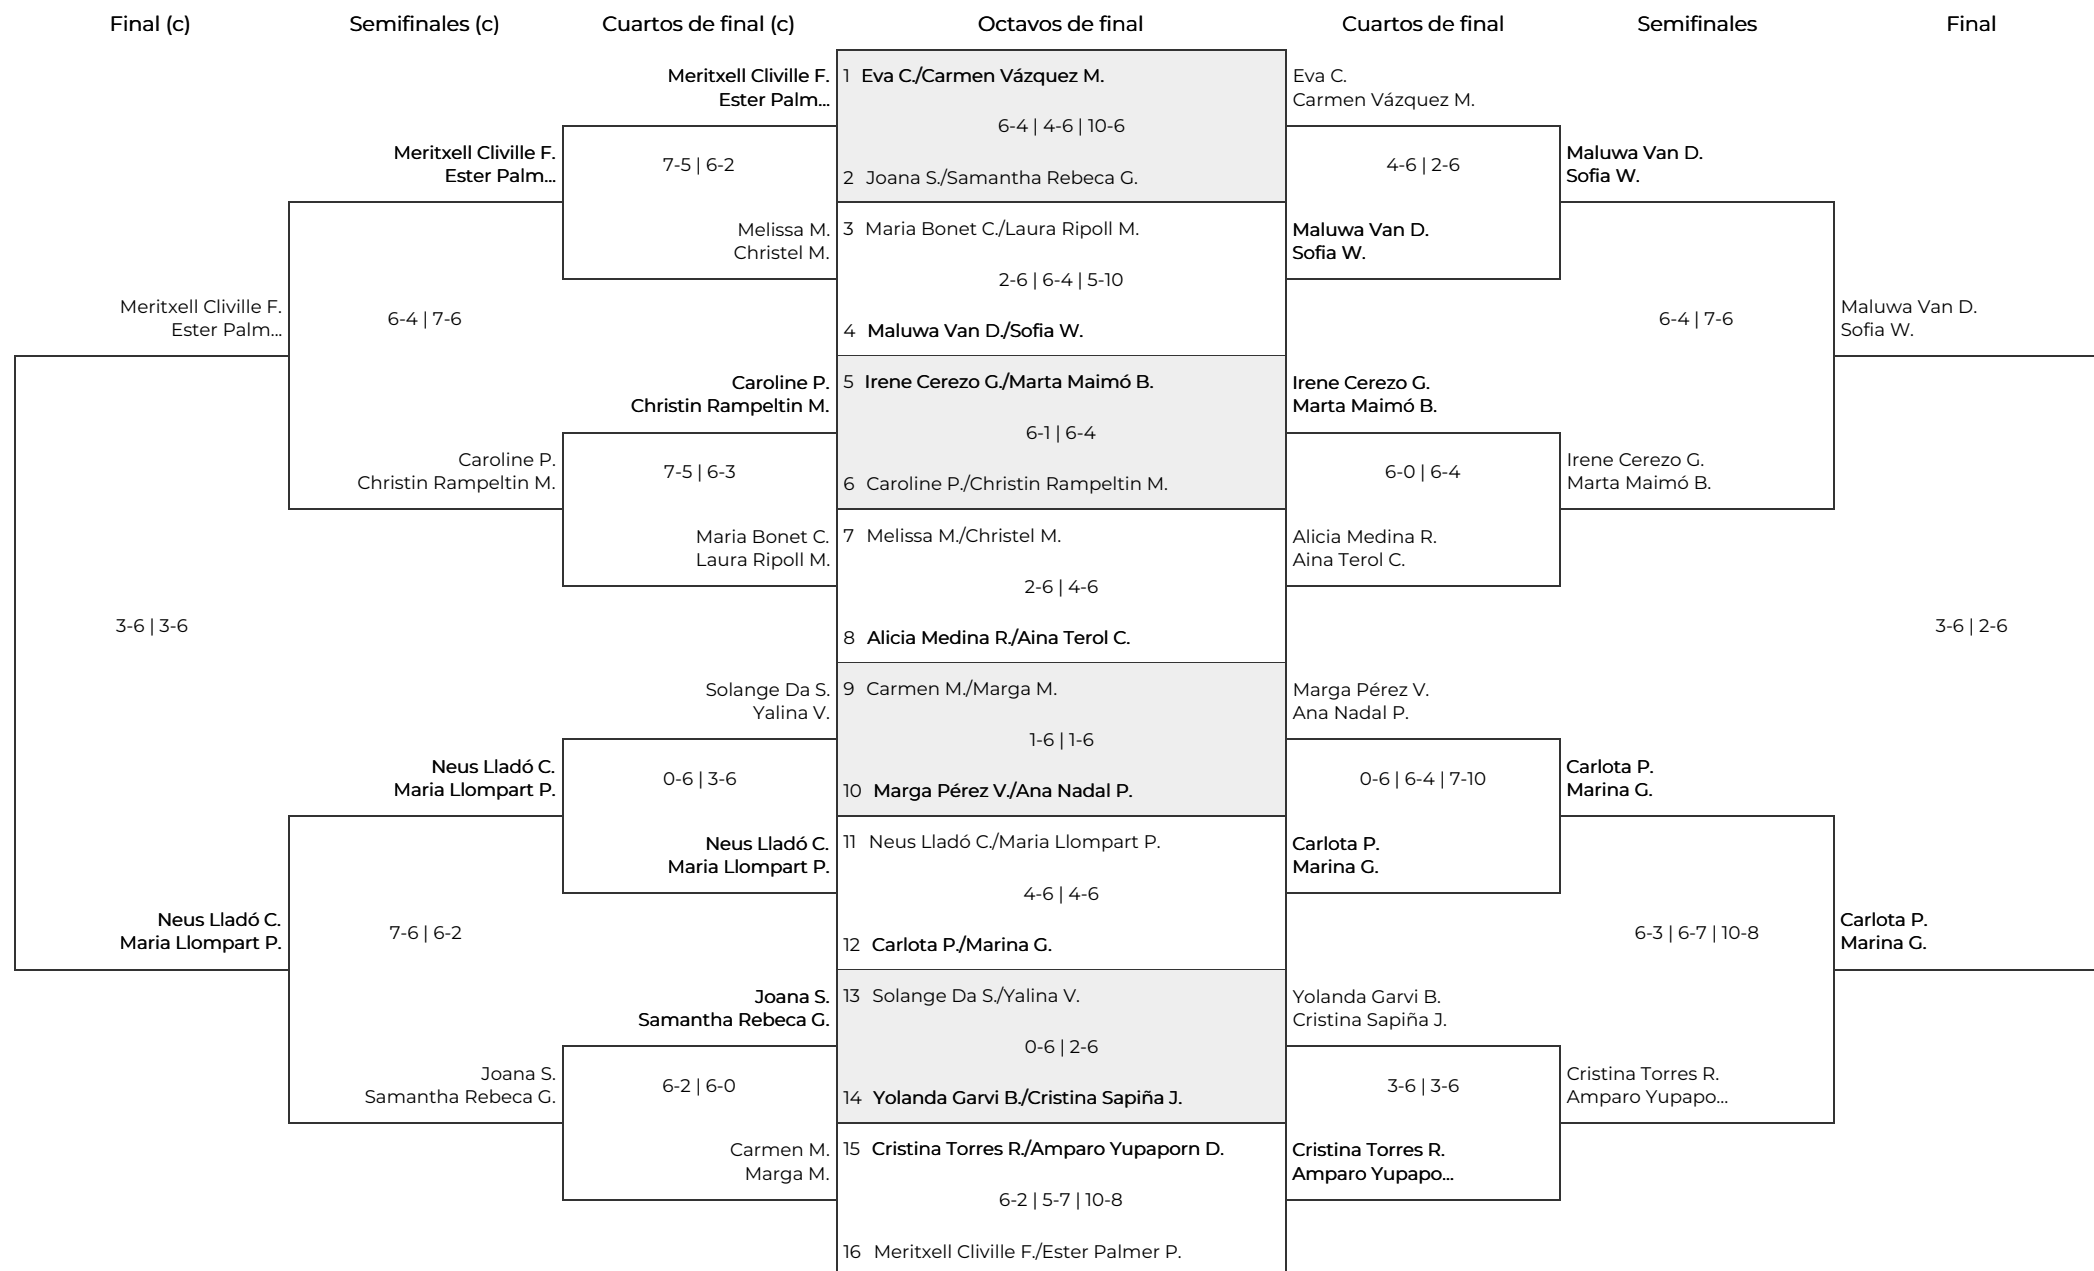 Final (c)
Semifinales (c)
Cuartos de final (c)
Octavos de final
Cuartos de final
Semifinales
Final
Meritxell Cliville F.
Ester Palm...
3-6 | 3-6
Neus Lladó C.
Maria Llompart P.
Meritxell Cliville F.
Ester Palm...
6-4 | 7-6
Caroline P.
Christin Rampeltin M.
Neus Lladó C.
Maria Llompart P.
7-6 | 6-2
Joana S.
Samantha Rebeca G.
Meritxell Cliville F.
Ester Palm...
7-5 | 6-2
Melissa M.
Christel M.
Caroline P.
Christin Rampeltin M.
7-5 | 6-3
Maria Bonet C.
Laura Ripoll M.
Solange Da S.
Yalina V.
0-6 | 3-6
Neus Lladó C.
Maria Llompart P.
Joana S.
Samantha Rebeca G.
6-2 | 6-0
Carmen M.
Marga M.
1 Eva C./Carmen Vázquez M.
6-4 | 4-6 | 10-6
2 Joana S./Samantha Rebeca G.
3 Maria Bonet C./Laura Ripoll M.
2-6 | 6-4 | 5-10
4 Maluwa Van D./Sofia W.
5 Irene Cerezo G./Marta Maimó B.
6-1 | 6-4
6 Caroline P./Christin Rampeltin M.
7 Melissa M./Christel M.
2-6 | 4-6
8 Alicia Medina R./Aina Terol C.
9 Carmen M./Marga M.
1-6 | 1-6
10 Marga Pérez V./Ana Nadal P.
11 Neus Lladó C./Maria Llompart P.
4-6 | 4-6
12 Carlota P./Marina G.
13 Solange Da S./Yalina V.
0-6 | 2-6
14 Yolanda Garvi B./Cristina Sapiña J.
15 Cristina Torres R./Amparo Yupaporn D.
6-2 | 5-7 | 10-8
16 Meritxell Cliville F./Ester Palmer P.
Eva C.
Carmen Vázquez M.
4-6 | 2-6
Maluwa Van D.
Sofia W.
Irene Cerezo G.
Marta Maimó B.
6-0 | 6-4
Alicia Medina R.
Aina Terol C.
Marga Pérez V.
Ana Nadal P.
0-6 | 6-4 | 7-10
Carlota P.
Marina G.
Yolanda Garvi B.
Cristina Sapiña J.
3-6 | 3-6
Cristina Torres R.
Amparo Yupapo...
Maluwa Van D.
Sofia W.
6-4 | 7-6
Irene Cerezo G.
Marta Maimó B.
Carlota P.
Marina G.
6-3 | 6-7 | 10-8
Cristina Torres R.
Amparo Yupapo...
Maluwa Van D.
Sofia W.
3-6 | 2-6
Carlota P.
Marina G.